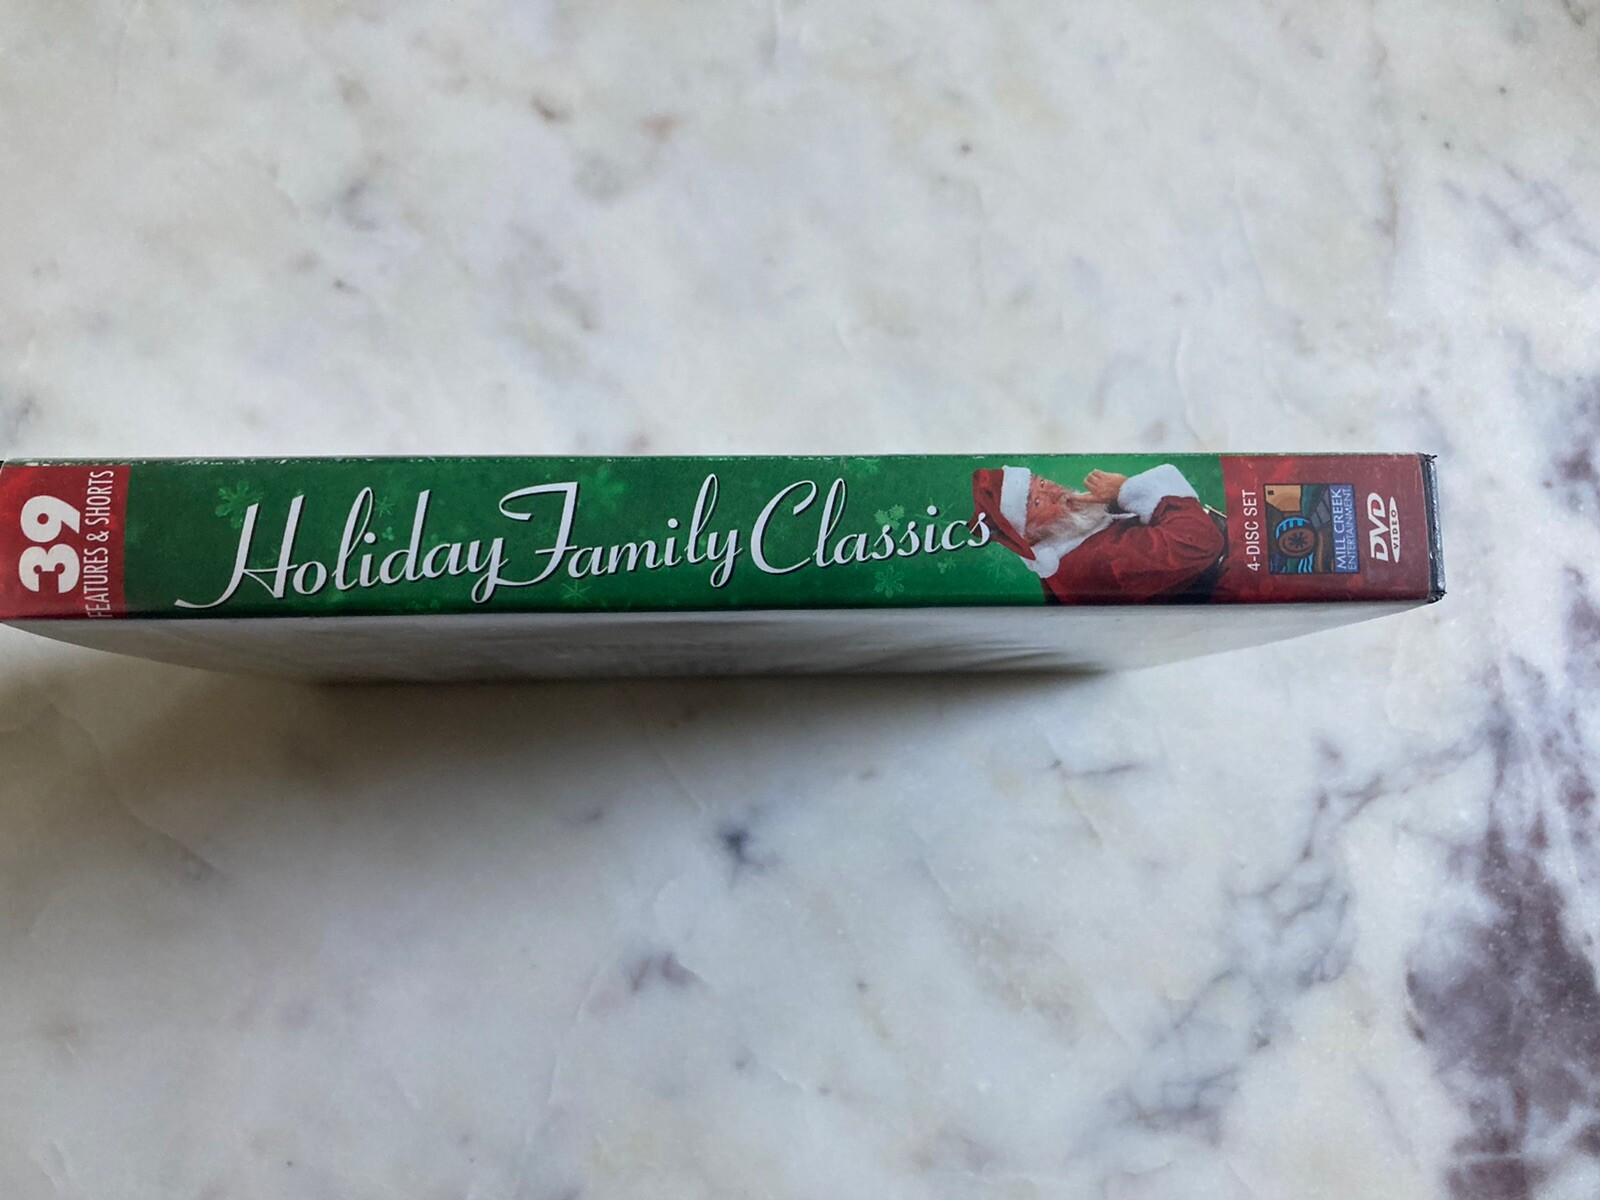 39
FEATURES & SHORTS
Holiday Family Classics
4-DISC SET
MILL CREEK
ENTERTAINMENT
DVD
VIDEO